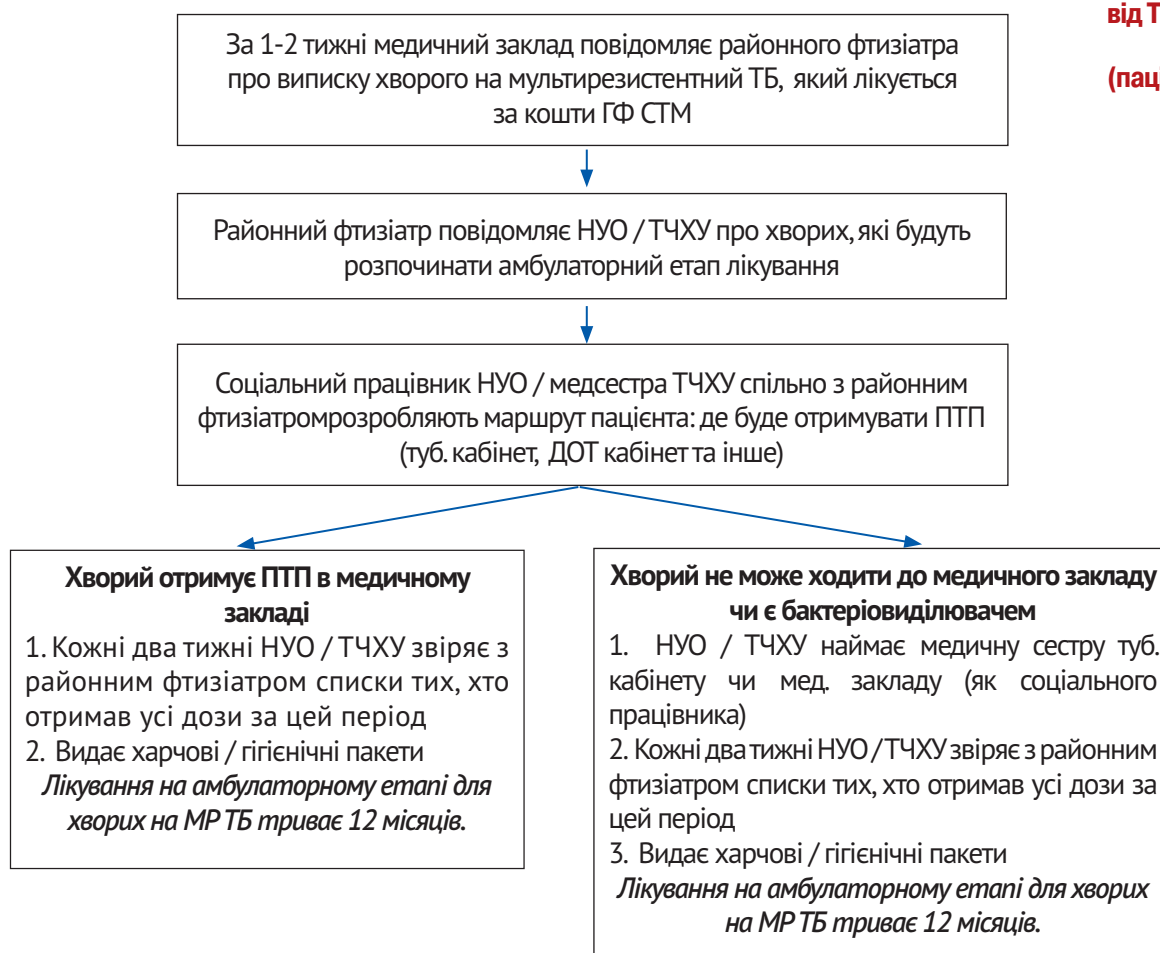 від Т
(паці
За 1-2 тижні медичний заклад повідомляє районного фтизіатра
про виписку хворого на мультирезистентний ТБ, який лікується
за кошти ГФ СТМ
Районний фтизіатр повідомляє НУО / ТЧХУ про хворих, які будуть
розпочинати амбулаторний етап лікування
Соціальний працівник НУО / медсестра ТЧХУ спільно з районним
фтизіатромрозробляють маршрут пацієнта: де буде отримувати ПТП
(туб. кабінет, ДОТ кабінет та інше)
Хворий отримує ПТП в медичному
закладі
1. Кожні два тижні НУО / ТЧХУ звіряє з
районним фтизіатром списки тих, хто
отримав усі дози за цей період
2. Видає харчові / гігієнічні пакети
Лікування на амбулаторному етапі для
хворих на МР ТБ триває 12 місяців.
Хворий не може ходити до медичного закладу
чи є бактеріовиділювачем
1. НУО / ТЧХУ наймає медичну сестру туб.
кабінету чи мед. закладу (як соціального
працівника)
2. Кожні два тижні НУО / ТЧХУ звіряє з районним
фтизіатром списки тих, хто отримав усі дози за
цей період
3. Видає харчові / гігієнічні пакети
Лікування на амбулаторному етапі для хворих
на МР ТБ триває 12 місяців.